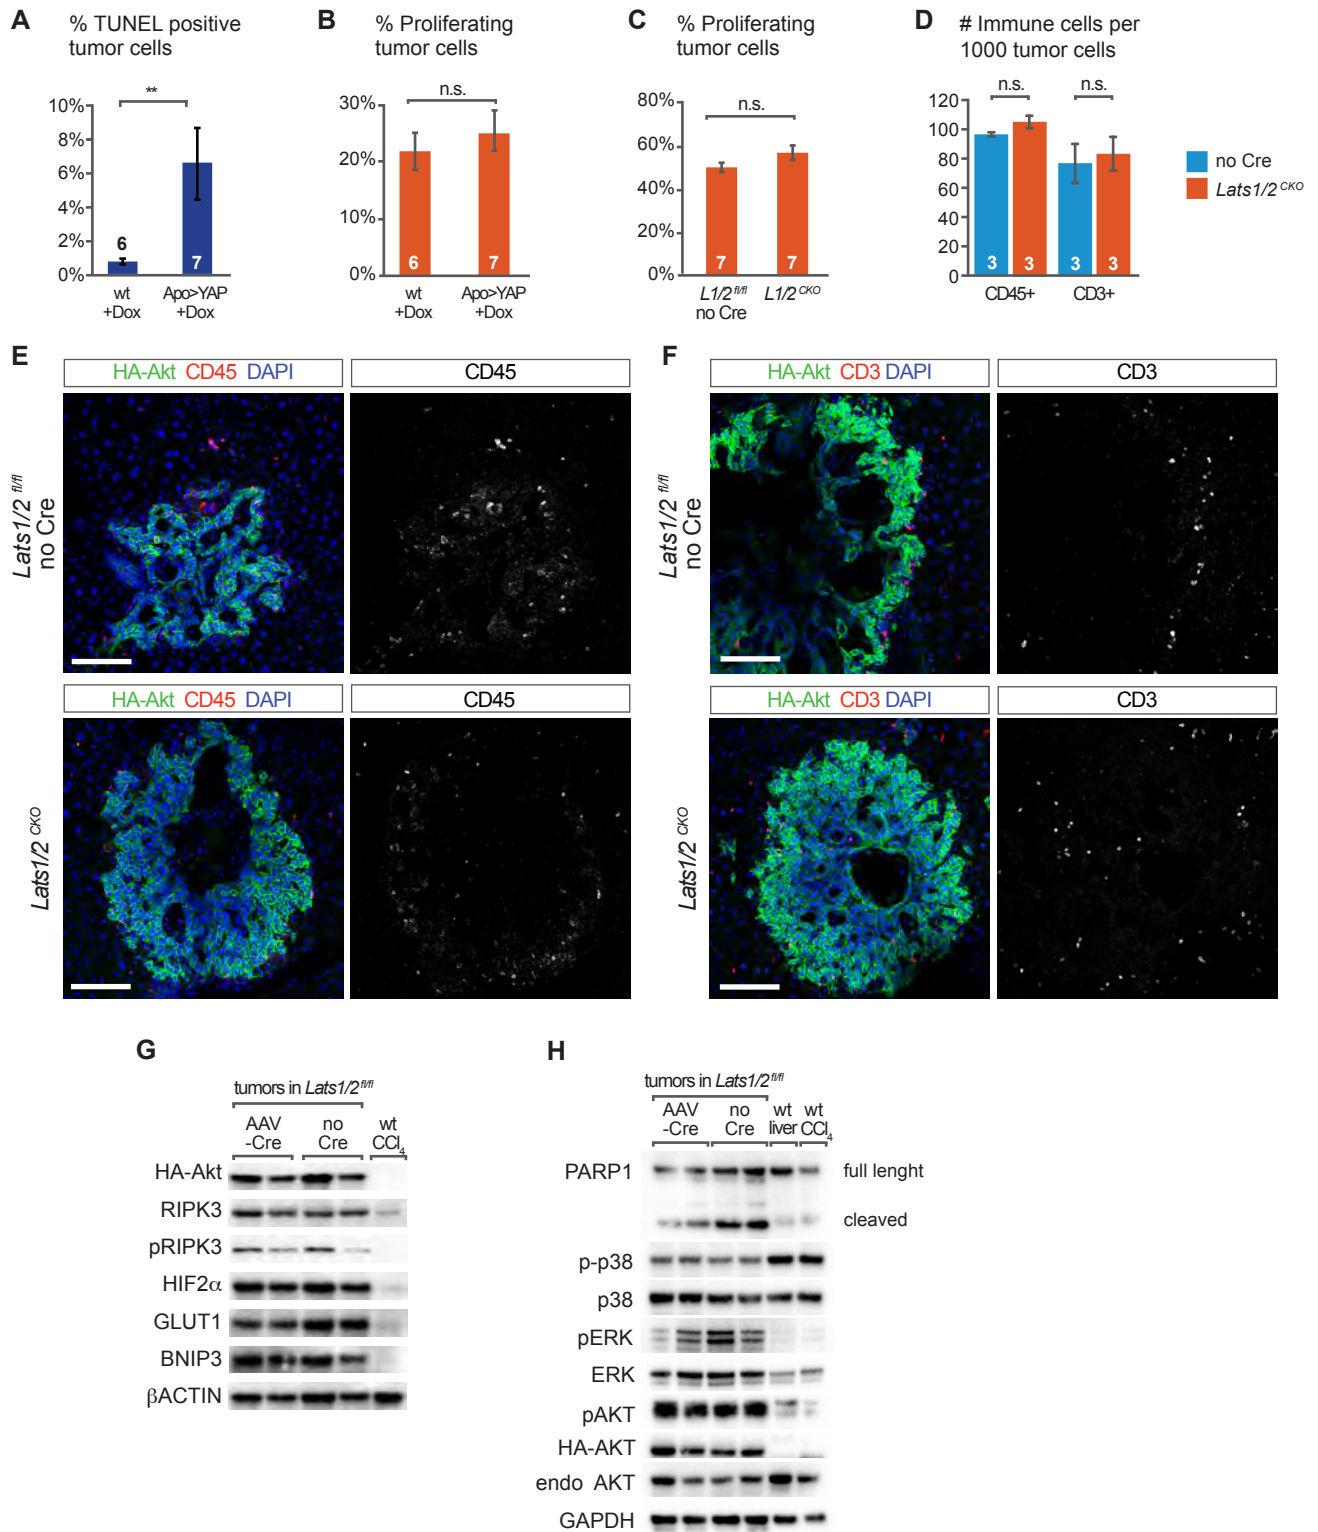 A
% TUNEL positive
tumor cells
**
10%
8%
6%
4%
2%
0%
6
7
wt
+Dox
Apo>YAP
+Dox
B
% Proliferating
tumor cells
n.s.
30%
20%
10%
0%
6
7
wt
+Dox
Apo>YAP
+Dox
C
% Proliferating
tumor cells
n.s.
80%
60%
40%
20%
0%
7
7
L1/2 fl/fl
no Cre
L1/2 CKO
D
# Immune cells per
1000 tumor cells
n.s.
n.s.
120
100
80
60
40
20
0
3
3
3
3
CD45+
CD3+
no Cre
Lats1/2 CKO
E
HA-Akt CD45 DAPI
CD45
Lats1/2 fl/fl
no Cre
HA-Akt CD45 DAPI
CD45
Lats1/2 CKO
F
HA-Akt CD3 DAPI
CD3
Lats1/2 fl/fl
no Cre
HA-Akt CD3 DAPI
CD3
Lats1/2 CKO
G
tumors in Lats1/2 fl/fl
AAV
-Cre
no
Cre
wt
CCl4
HA-Akt
RIPK3
pRIPK3
HIF2α
GLUT1
BNIP3
βACTIN
H
tumors in Lats1/2 fl/fl
AAV
-Cre
no
Cre
wt
liver
wt
CCl4
PARP1
full lenght
cleaved
p-p38
p38
pERK
ERK
pAKT
HA-AKT
endo AKT
GAPDH